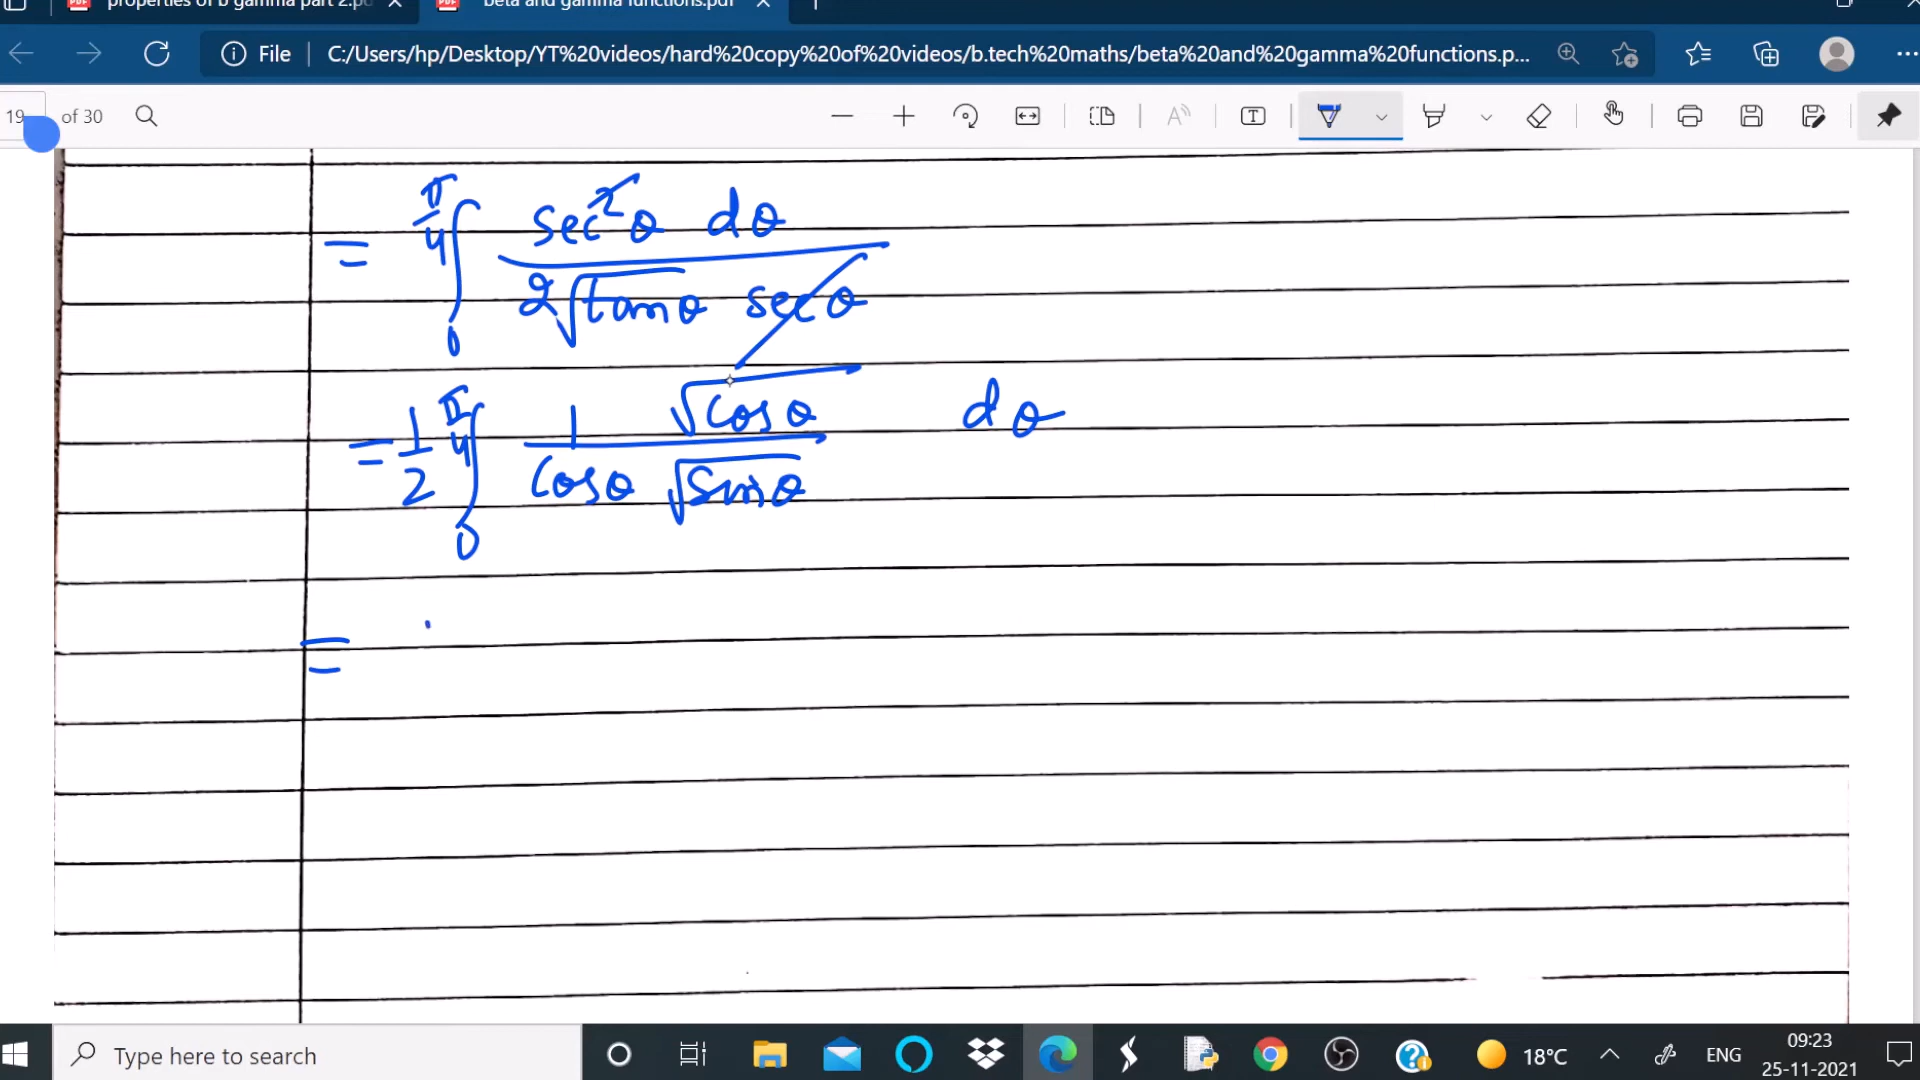 properties of b gamma part 2.pd
beta and gamma functions.pdf
File C:/Users/hp/Desktop/YT%20videos/hard%20copy%20of%20videos/b.tech%20maths/beta%20and%20gamma%20functions.p...
19 of 30
= ∫₀^{π/4} sec²θ dθ / 2√tanθ secθ
= 1/2 ∫₀^{π/4} 1 √cosθ / cosθ √sinθ dθ
=
Type here to search
18°C
ENG
09:23
25-11-2021